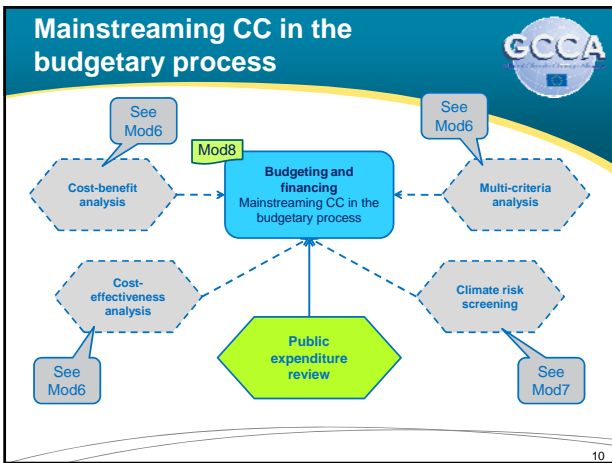 Mainstreaming CC in the
budgetary process
GCCA
See
Mod6
See
Mod6
Mod8
Cost-benefit
analysis
Budgeting and
financing
Mainstreaming CC in the
budgetary process
Multi-criteria
analysis
Cost-
effectiveness
analysis
Climate risk
screening
Public
expenditure
review
See
Mod6
See
Mod7
10